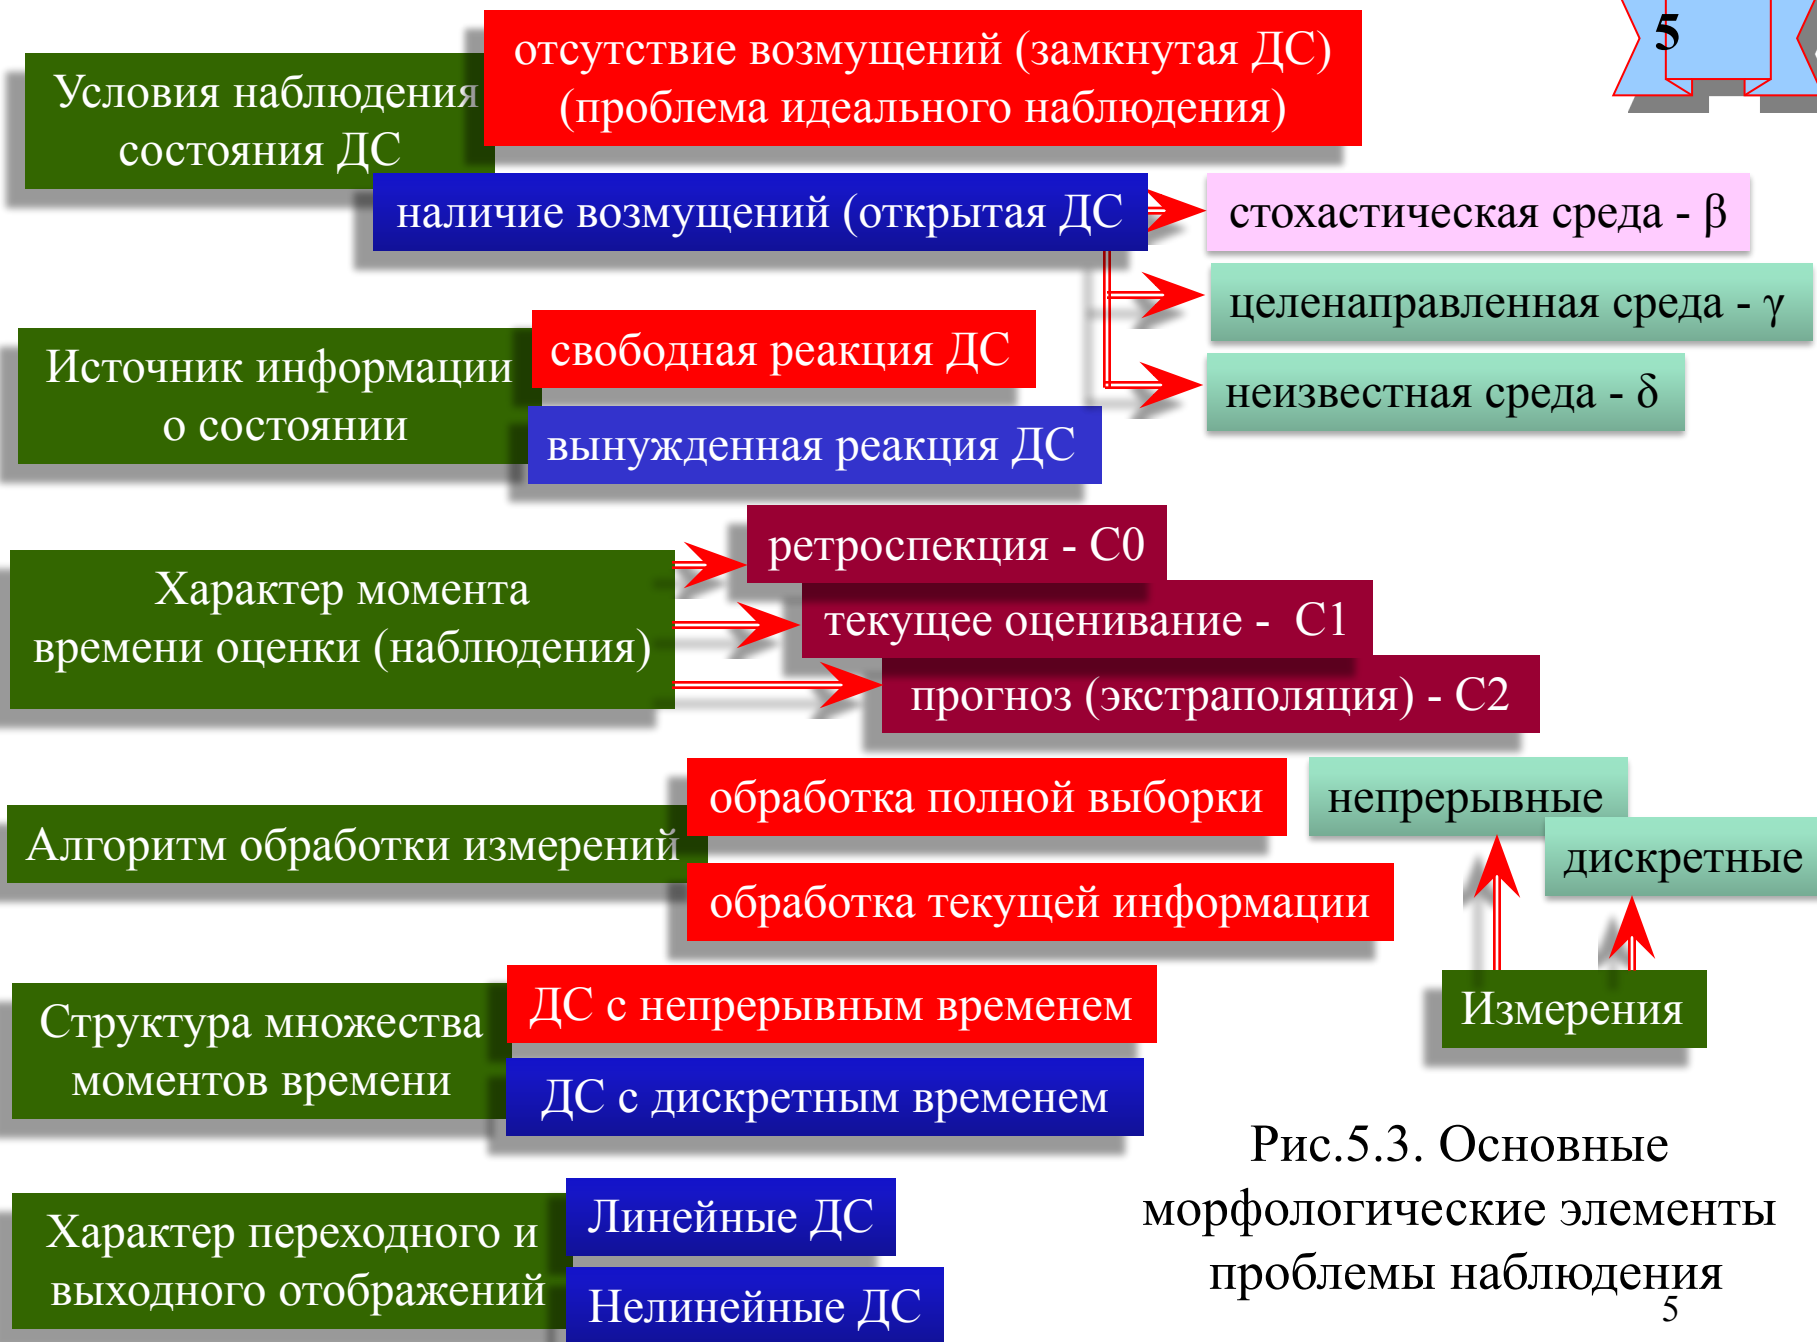 5
Условия наблюдения
состояния ДС
отсутствие возмущений (замкнутая ДС)
(проблема идеального наблюдения)
наличие возмущений (открытая ДС
стохастическая среда - β
целенаправленная среда - γ
неизвестная среда - δ
Источник информации
о состоянии
свободная реакция ДС
вынужденная реакция ДС
Характер момента
времени оценки (наблюдения)
ретроспекция - С0
текущее оценивание - С1
прогноз (экстраполяция) - С2
Алгоритм обработки измерений
обработка полной выборки
обработка текущей информации
непрерывные
дискретные
Измерения
Структура множества
моментов времени
ДС с непрерывным временем
ДС с дискретным временем
Характер переходного и
выходного отображений
Линейные ДС
Нелинейные ДС
Рис.5.3. Основные
морфологические элементы
проблемы наблюдения
5